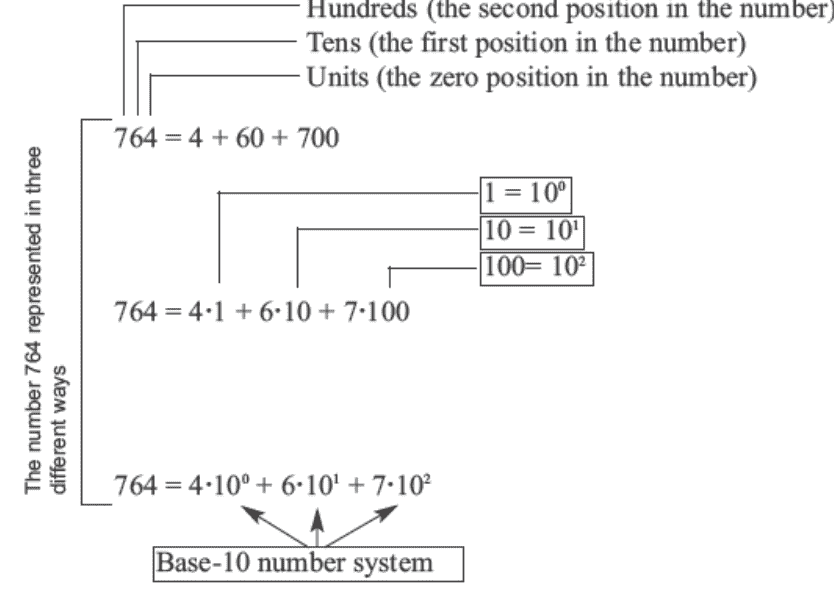 Hundreds (the second position in the number)
Tens (the first position in the number)
Units (the zero position in the number)
764 = 4 + 60 + 700
1 = 10⁰
10 = 10¹
100= 10²
764 = 4·1 + 6·10 + 7·100
764 = 4·10⁰ + 6·10¹ + 7·10²
Base-10 number system
The number 764 represented in three
different ways